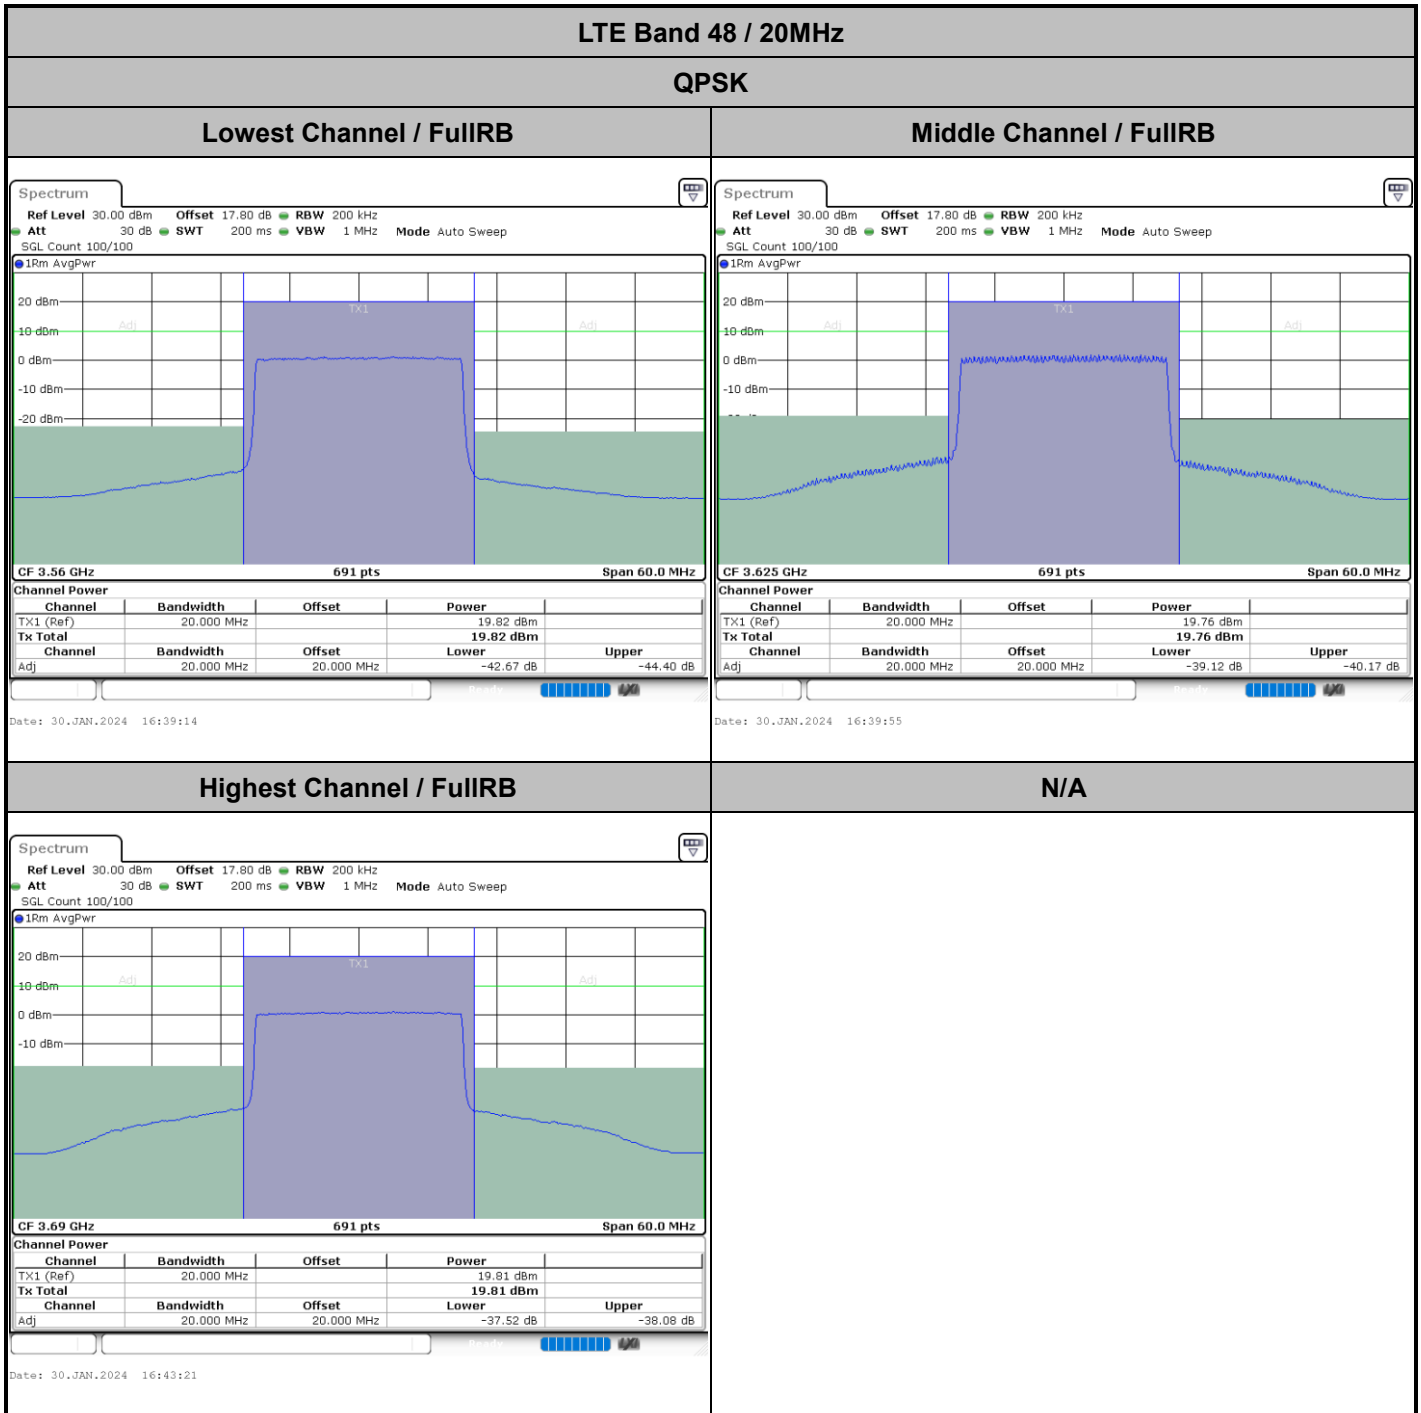 LTE Band 48 / 20MHz
QPSK
Lowest Channel / FullRB
Middle Channel / FullRB
Spectrum
Ref Level 30.00 dBm Offset 17.80 dB RBW 200 kHz
Att 30 dB SWT 200 ms VBW 1 MHz Mode Auto Sweep
SGL Count 100/100
1Rm AvgPwr
TX1
Adj
Adj
20 dBm
10 dBm
0 dBm
-10 dBm
-20 dBm
CF 3.56 GHz 691 pts Span 60.0 MHz
Channel Power
Channel Bandwidth Offset Power
TX1 (Ref) 20.000 MHz 19.82 dBm
Tx Total 19.82 dBm
Channel Bandwidth Offset Lower Upper
Adj 20.000 MHz 20.000 MHz -42.67 dB -44.40 dB
Ready
Date: 30.JAN.2024 16:39:14
Spectrum
Ref Level 30.00 dBm Offset 17.80 dB RBW 200 kHz
Att 30 dB SWT 200 ms VBW 1 MHz Mode Auto Sweep
SGL Count 100/100
1Rm AvgPwr
TX1
Adj
Adj
20 dBm
10 dBm
0 dBm
-10 dBm
CF 3.625 GHz 691 pts Span 60.0 MHz
Channel Power
Channel Bandwidth Offset Power
TX1 (Ref) 20.000 MHz 19.76 dBm
Tx Total 19.76 dBm
Channel Bandwidth Offset Lower Upper
Adj 20.000 MHz 20.000 MHz -39.12 dB -40.17 dB
Ready
Date: 30.JAN.2024 16:39:55
Highest Channel / FullRB
N/A
Spectrum
Ref Level 30.00 dBm Offset 17.80 dB RBW 200 kHz
Att 30 dB SWT 200 ms VBW 1 MHz Mode Auto Sweep
SGL Count 100/100
1Rm AvgPwr
TX1
Adj
Adj
20 dBm
10 dBm
0 dBm
-10 dBm
CF 3.69 GHz 691 pts Span 60.0 MHz
Channel Power
Channel Bandwidth Offset Power
TX1 (Ref) 20.000 MHz 19.81 dBm
Tx Total 19.81 dBm
Channel Bandwidth Offset Lower Upper
Adj 20.000 MHz 20.000 MHz -37.52 dB -38.08 dB
Ready
Date: 30.JAN.2024 16:43:21